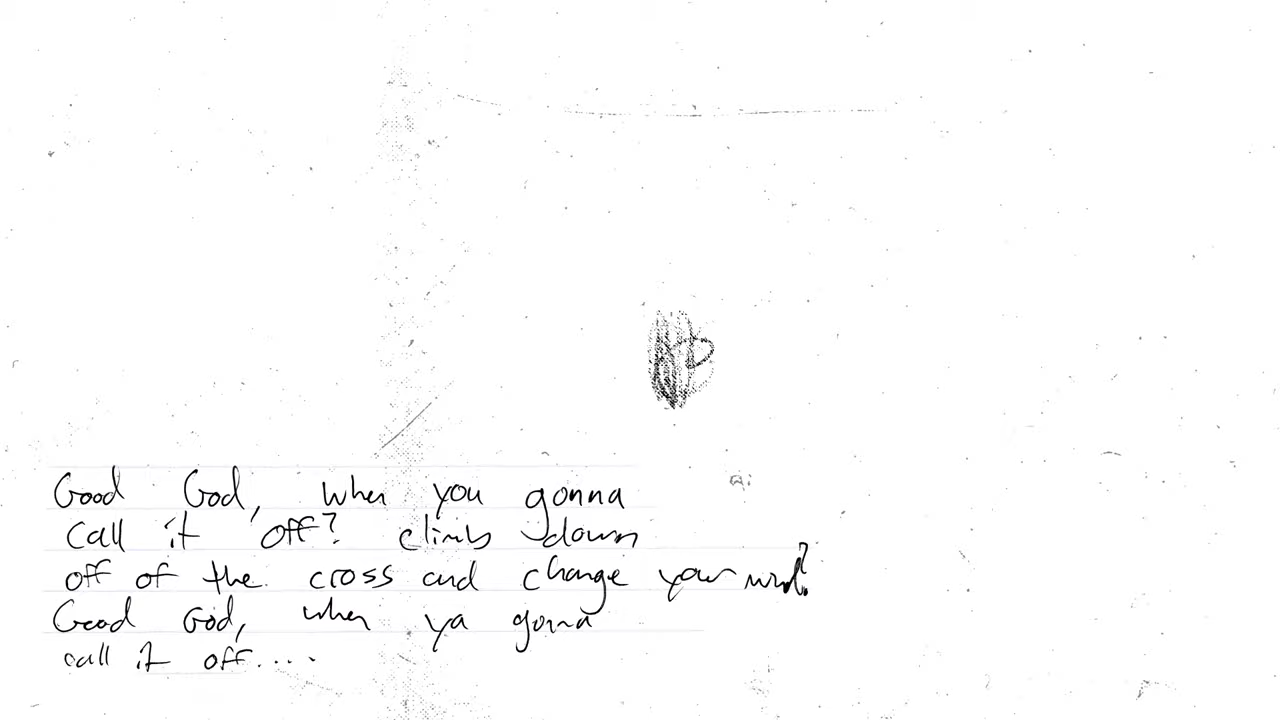 Good God, when you gonna
call it off? climb down
off of the cross and change your mind?
Good God, when ya gonna
call it off....